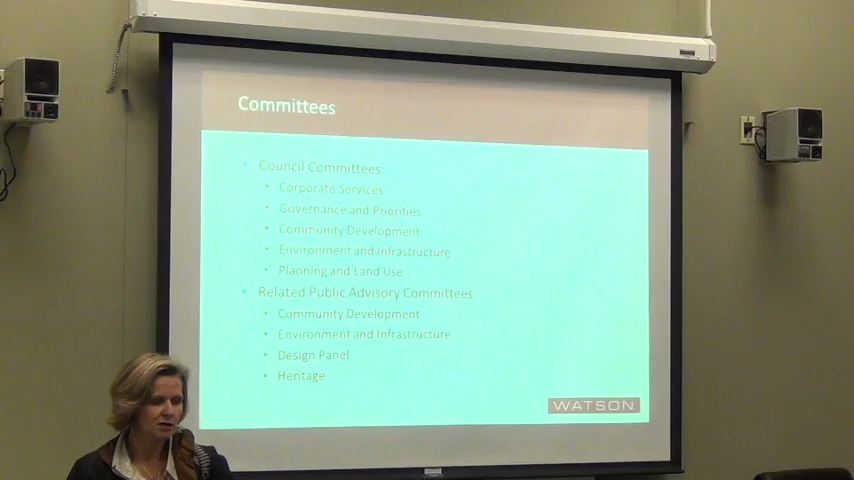 Committees
Council Committees:
Corporate Services
Governance and Priorities
Community Development
Environment and Infrastructure
Planning and Land Use
Related Public Advisory Committees
Community Development
Environment and Infrastructure
Design Panel
Heritage
WATSON